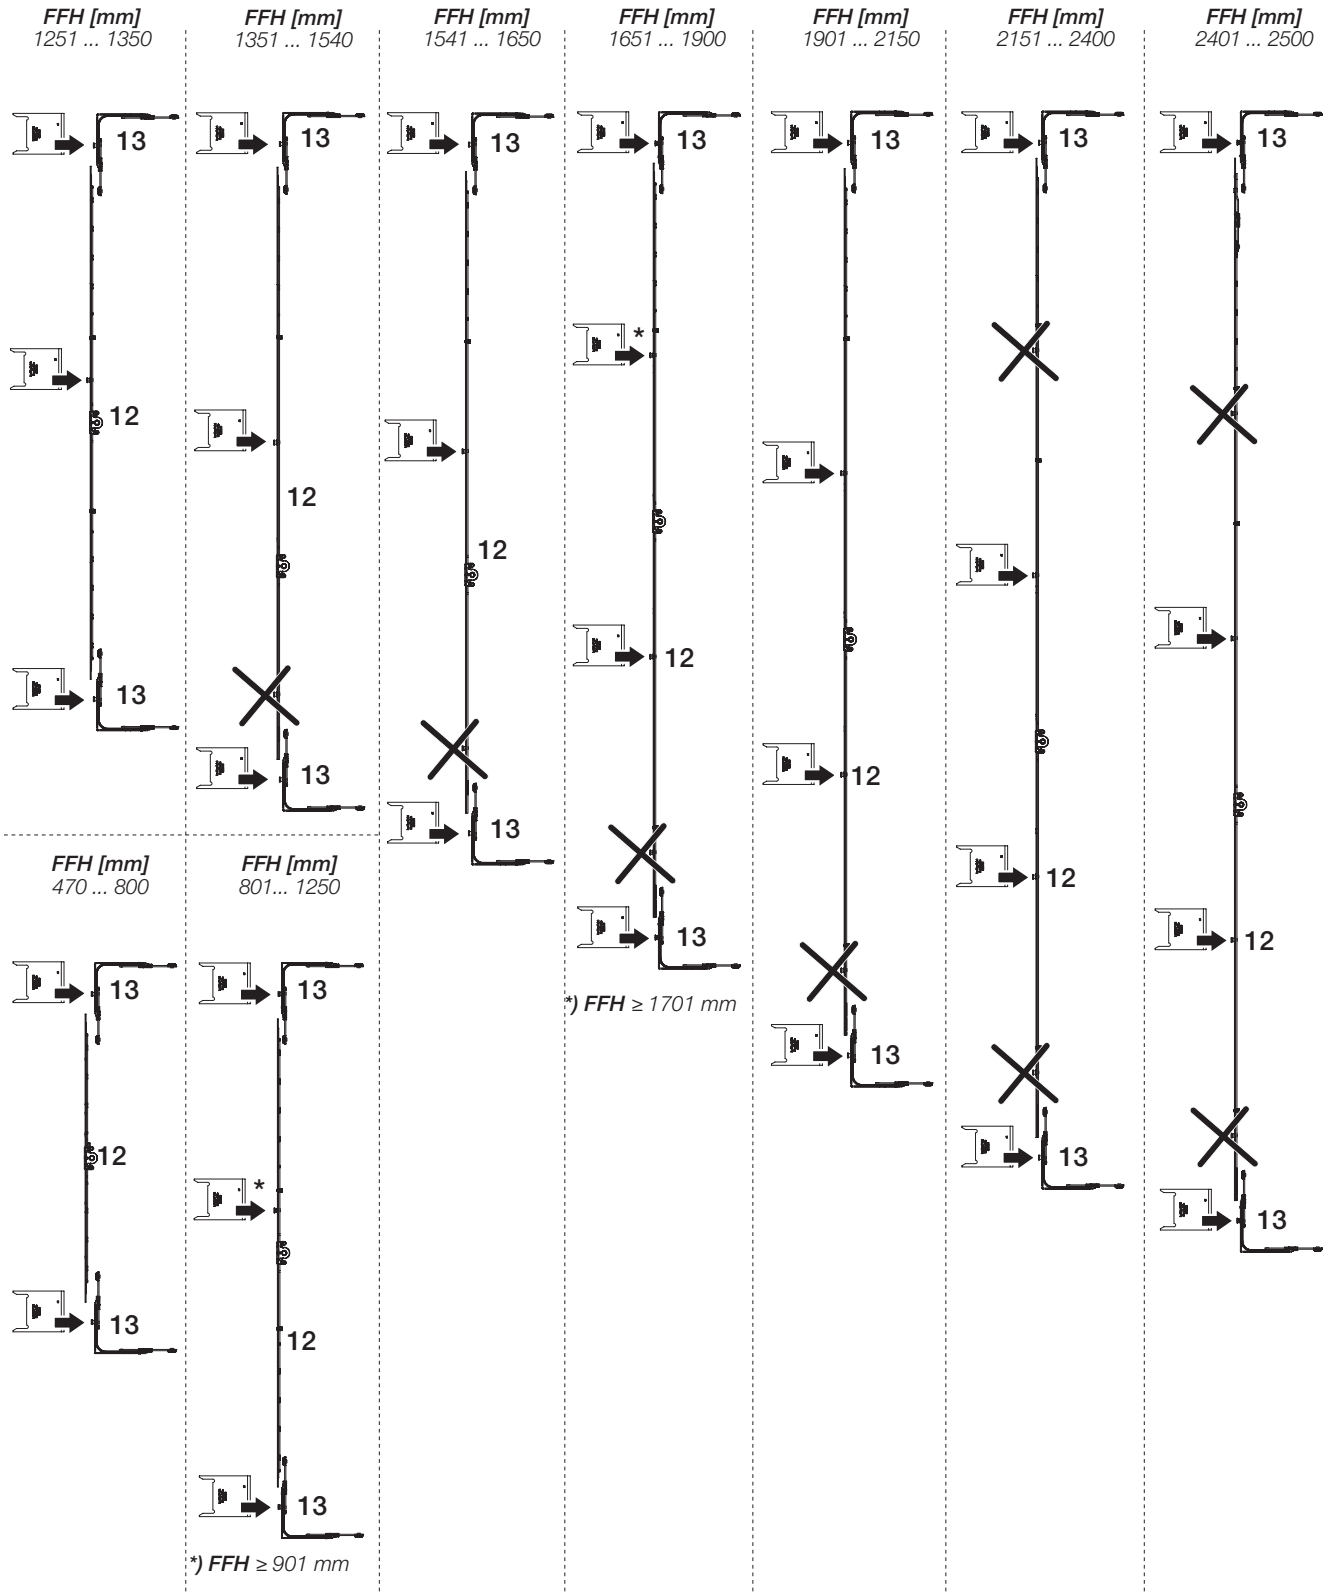 FFH [mm]
1251 ... 1350
13
12
13
FFH [mm]
1351 ... 1540
13
12
13
FFH [mm]
1541 ... 1650
13
12
13
FFH [mm]
1651 ... 1900
13
*
12
13
*) FFH ≥ 1701 mm
FFH [mm]
1901 ... 2150
13
12
13
FFH [mm]
2151 ... 2400
13
12
13
FFH [mm]
2401 ... 2500
13
12
13
FFH [mm]
470 ... 800
13
12
13
FFH [mm]
801... 1250
13
*
12
13
*) FFH ≥ 901 mm